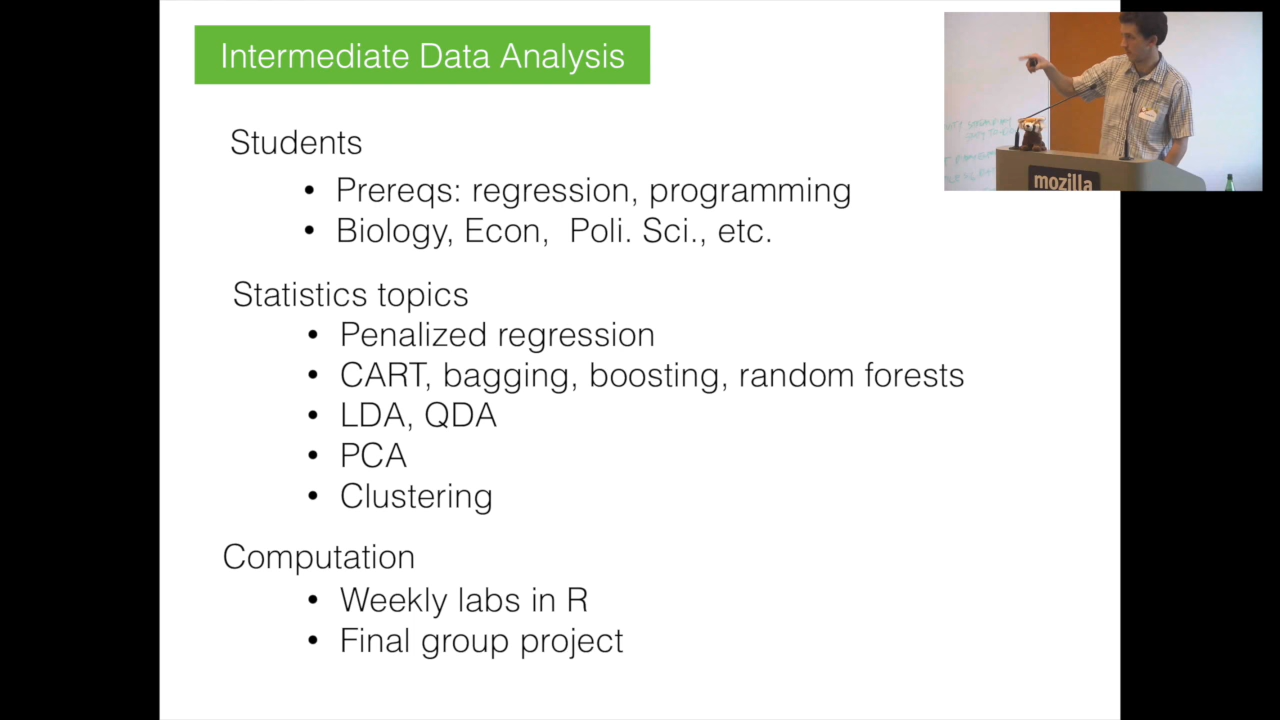 Intermediate Data Analysis
Students
• Prereqs: regression, programming
• Biology, Econ, Poli. Sci., etc.
Statistics topics
• Penalized regression
• CART, bagging, boosting, random forests
• LDA, QDA
• PCA
• Clustering
Computation
• Weekly labs in R
• Final group project
mozilla